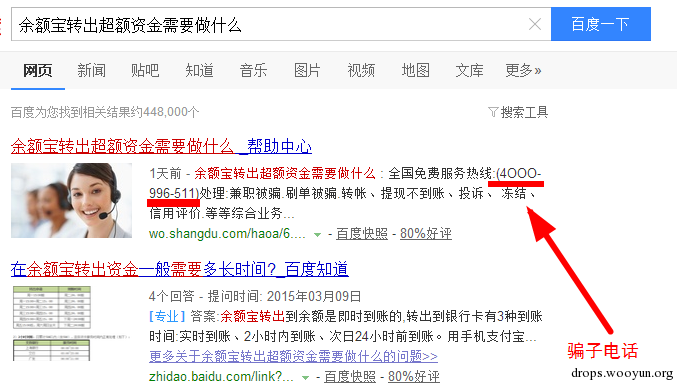 余额宝转出超额资金需要做什么
百度一下
网页 新闻 贴吧 知道 音乐 图片 视频 地图 文库 更多»
百度为您找到相关结果约448,000个
搜索工具
余额宝转出超额资金需要做什么_帮助中心
1天前 - 余额宝转出超额资金需要做什么 : 全国免费服务热线:(4OOO-
996-511)处理:兼职被骗.刷单被骗.转帐、提现不到账、投诉、 冻结、
信用评价.等等综合业务...
wo.shangdu.com/haoa/6.... - 百度快照 - 80%好评
在余额宝转出资金一般需要多长时间?_百度知道
4个回答 - 提问时间: 2015年03月09日
[专业] 答案:余额宝转出到余额是即时到账的,转出到银行卡有3种到账
时间:实时到账、2小时内到账、次日24小时前到账。用手机支付宝...
更多关于余额宝转出超额资金需要做什么的问题>>
zhidao.baidu.com/link?... - 百度快照 - 80%好评
骗子电话
drops.wooyun.org